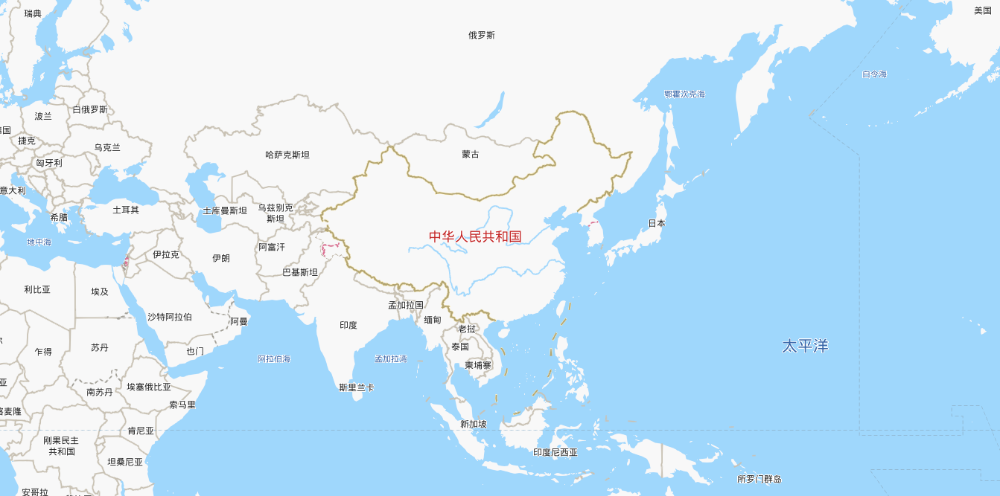 美国
瑞典
俄罗斯
白令海
鄂霍次克海
白俄罗斯
波兰
捷克
乌克兰
匈牙利
哈萨克斯坦
蒙古
意大利
土耳其
土库曼斯坦
乌兹别克
斯坦
希腊
日本
中华人民共和国
地中海
阿富汗
伊拉克
伊朗
巴基斯坦
利比亚
埃及
孟加拉国
沙特阿拉伯
缅甸
阿曼
印度
老挝
太平洋
苏丹
泰国
乍得
也门
阿拉伯海
孟加拉湾
柬埔寨
埃塞俄比亚
斯里兰卡
南苏丹
索马里
喀麦隆
新加坡
肯尼亚
刚果民主
共和国
印度尼西亚
坦桑尼亚
所罗门群岛
安哥拉